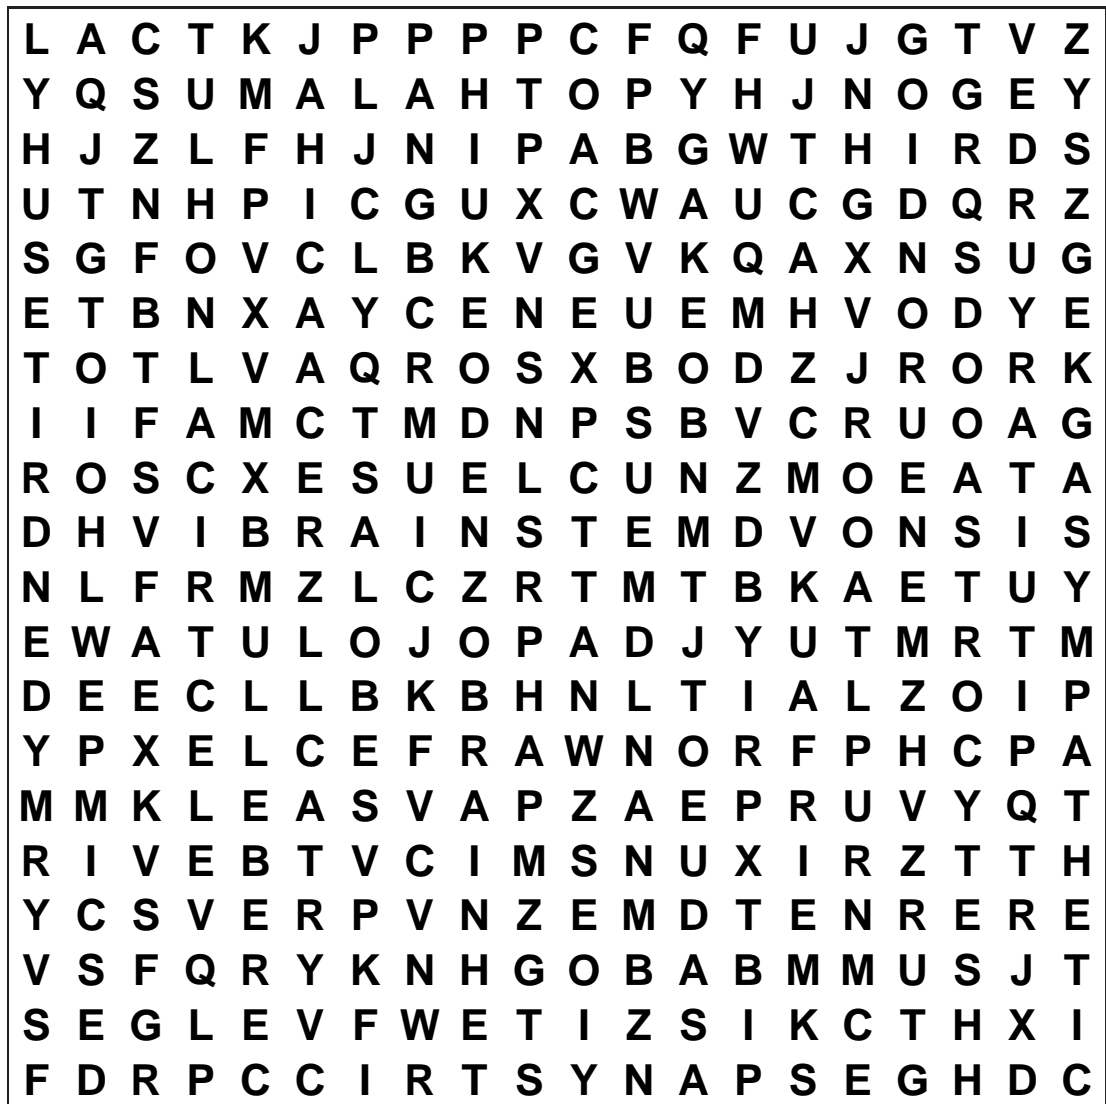 L A C T K J P P P P C F Q F U J G T V Z
Y Q S U M A L A H T O P Y H J N O G E Y
H J Z L F H J N I P A B G W T H I R D S
U T N H P I C G U X C W A U C G D Q R Z
S G F O V C L B K V G V K Q A X N S U G
E T B N X A Y C E N E U E M H V O D Y E
T O T L V A Q R O S X B O D Z J R O R K
I I F A M C T M D N P S B V C R U O A G
R O S C X E S U E L C U N Z M O E A T A
D H V I B R A I N S T E M D V O N S I S
N L F R M Z L C Z R T M T B K A E T U Y
E W A T U L O J O P A D J Y U T M R T M
D E E C L L B K B H N L T I A L Z O I P
Y P X E L C E F R A W N O R F P H C P A
M M K L E A S V A P Z A E P R U V Y Q T
R I V E B T V C I M S N U X I R Z T T H
Y C S V E R P V N Z E M D T E N R E R E
V S F Q R Y K N H G O B A B M M U S J T
S E G L E V F W E T I Z S I K C T H X I
F D R P C C I R T S Y N A P S E G H D C